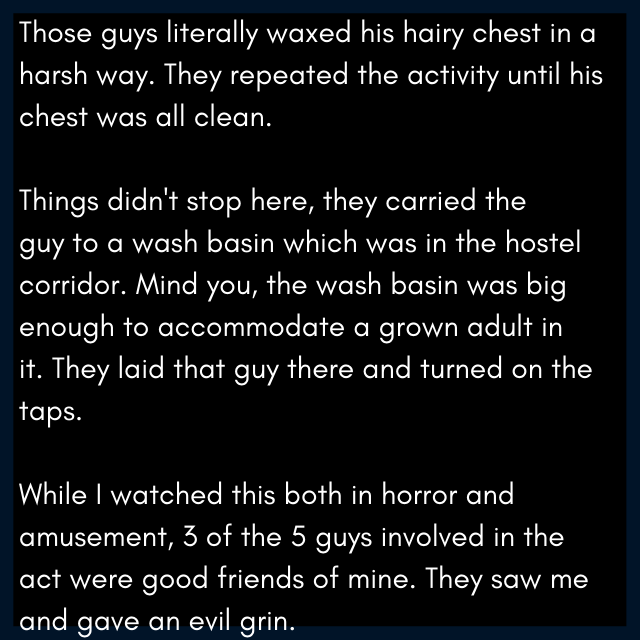 Those guys literally waxed his hairy chest in a
harsh way. They repeated the activity until his
chest was all clean.
Things didn't stop here, they carried the
guy to a wash basin which was in the hostel
corridor. Mind you, the wash basin was big
enough to accommodate a grown adult in
it. They laid that guy there and turned on the
taps.
While I watched this both in horror and
amusement, 3 of the 5 guys involved in the
act were good friends of mine. They saw me
and gave an evil grin.